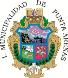 I. MUNICIPALIDAD DE PUNTA ARENAS